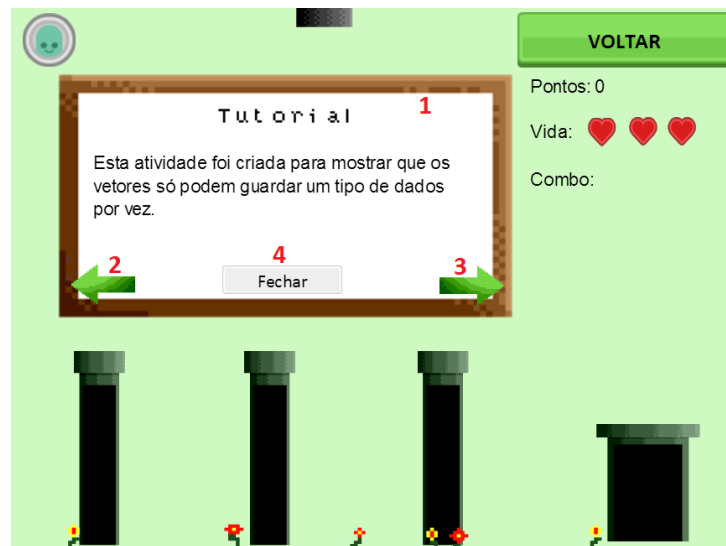 VOLTAR
Pontos: 0
Tutorial
1
Vida:
Esta atividade foi criada para mostrar que os
vetores só podem guardar um tipo de dados
por vez.
Combo:
2
4
3
Fechar